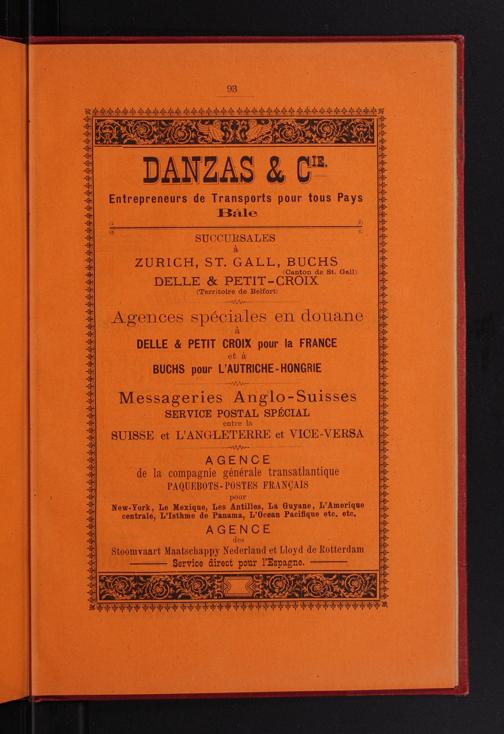 93
DANZAS & CIE.
Entrepreneurs de Transports pour tous Pays
Bâle
SUCCURSALES
à
ZURICH, ST. GALL, BUCHS
(Canton de St. Gall)
DELLE & PETIT-CROIX
(Territoire de Belfort)
Agences spéciales en douane
à
DELLE & PETIT CROIX pour la FRANCE
et à
BUCHS pour L'AUTRICHE-HONGRIE
Messageries Anglo-Suisses
SERVICE POSTAL SPÉCIAL
entre la
SUISSE et L'ANGLETERRE et VICE-VERSA
AGENCE
de la compagnie générale transatlantique
PAQUEBOTS-POSTES FRANÇAIS
pour
New-York, Le Mexique, Les Antilles, La Guyane, L'Amerique
centrale, L'Isthme de Panama, L'Ocean Pacifique etc. etc.
AGENCE
des
Stoomvaart Maatschappy Nederland et Lloyd de Rotterdam
Service direct pour l'Espagne.